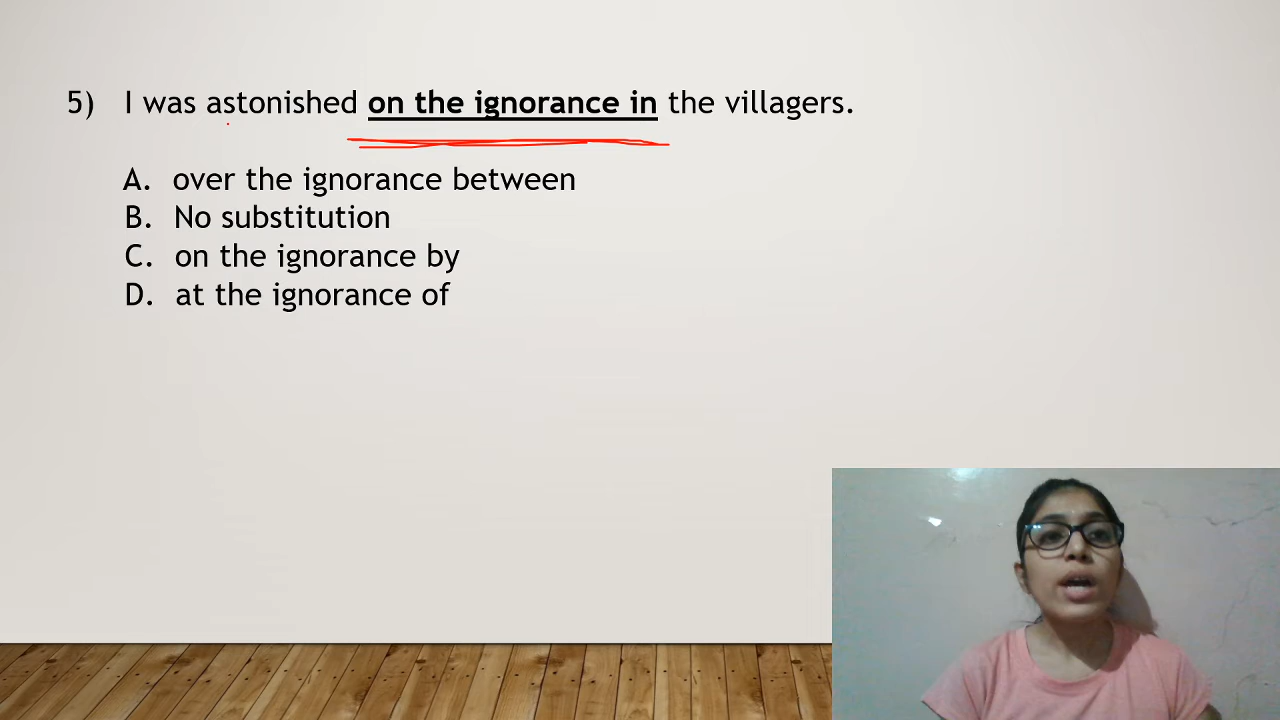 5) I was astonished on the ignorance in the villagers.
A. over the ignorance between
B. No substitution
C. on the ignorance by
D. at the ignorance of